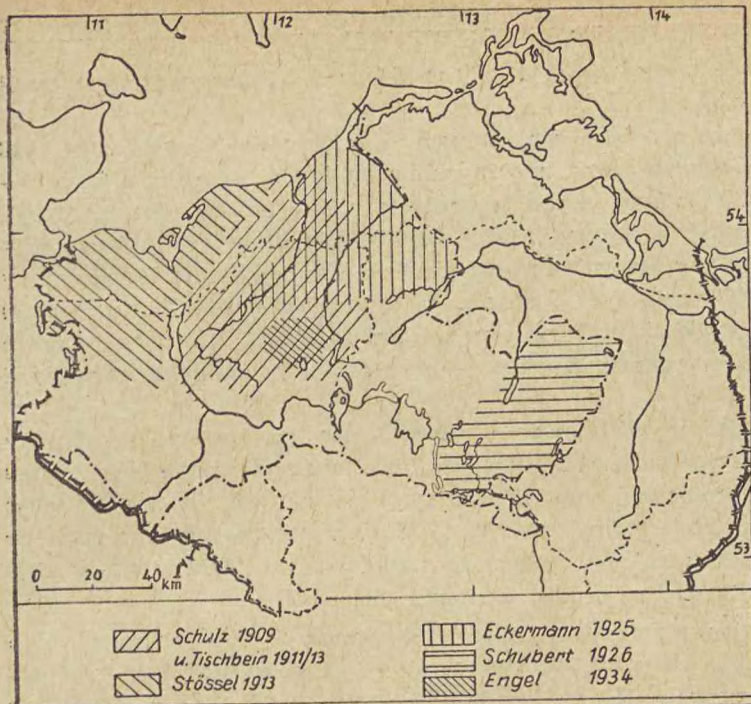 11 12 13 14
54
53
0 20 40 km
Schulz 1909
u. Tischbein 1911/13
Stössel 1913
Eckermann 1925
Schubert 1926
Engel 1934